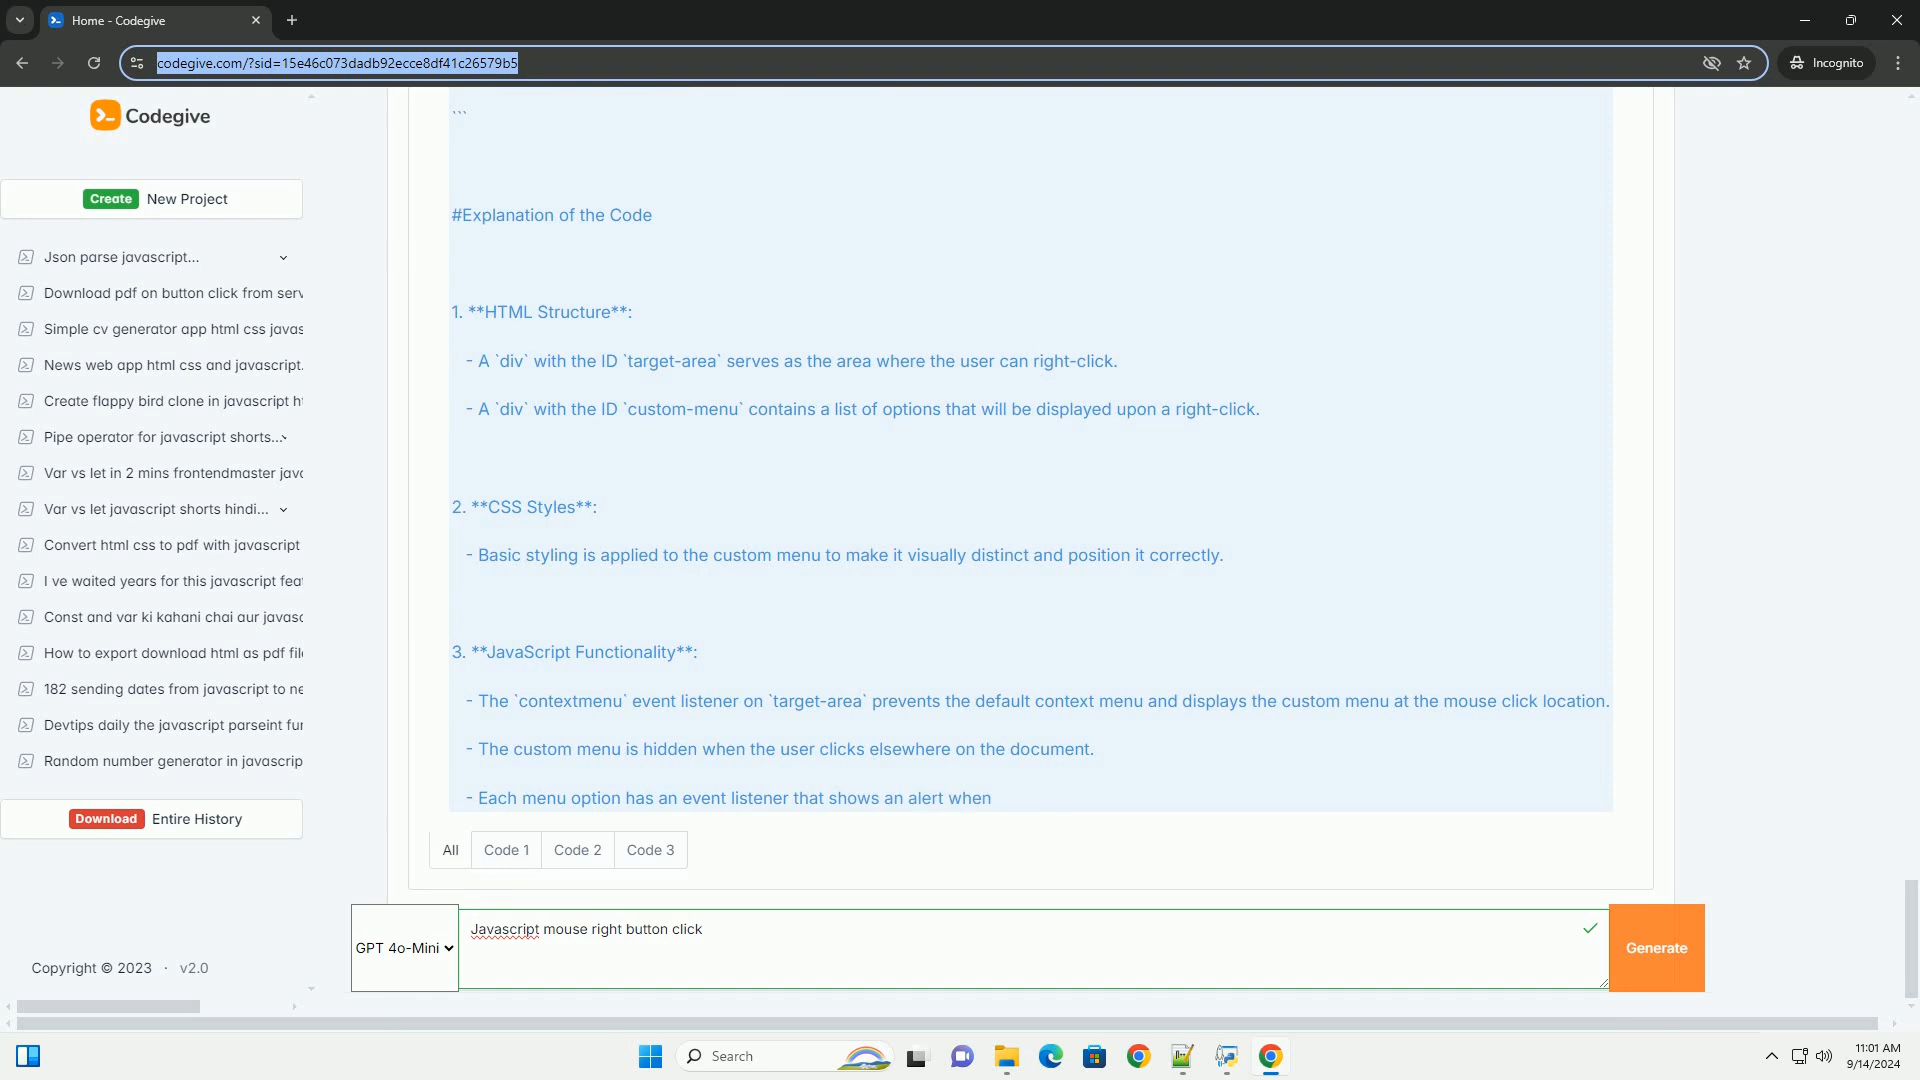 Home - Codegive
codegive.com/?sid=15e46c073dadb92ecce8df41c26579b5
Incognito
Codegive
Create New Project
Json parse javascript...
Download pdf on button click from serv
Simple cv generator app html css javas
News web app html css and javascript.
Create flappy bird clone in javascript ht
Pipe operator for javascript shorts...
Var vs let in 2 mins frontendmaster java
Var vs let javascript shorts hindi...
Convert html css to pdf with javascript
I ve waited years for this javascript feat
Const and var ki kahani chai aur javasc
How to export download html as pdf file
182 sending dates from javascript to ne
Devtips daily the javascript parseint fun
Random number generator in javascrip
Download Entire History
Copyright © 2023 · v2.0
```
#Explanation of the Code
1. **HTML Structure**:
- A `div` with the ID `target-area` serves as the area where the user can right-click.
- A `div` with the ID `custom-menu` contains a list of options that will be displayed upon a right-click.
2. **CSS Styles**:
- Basic styling is applied to the custom menu to make it visually distinct and position it correctly.
3. **JavaScript Functionality**:
- The `contextmenu` event listener on `target-area` prevents the default context menu and displays the custom menu at the mouse click location.
- The custom menu is hidden when the user clicks elsewhere on the document.
- Each menu option has an event listener that shows an alert when
All Code 1 Code 2 Code 3
GPT 4o-Mini
Javascript mouse right button click
Generate
Search
11:01 AM
9/14/2024